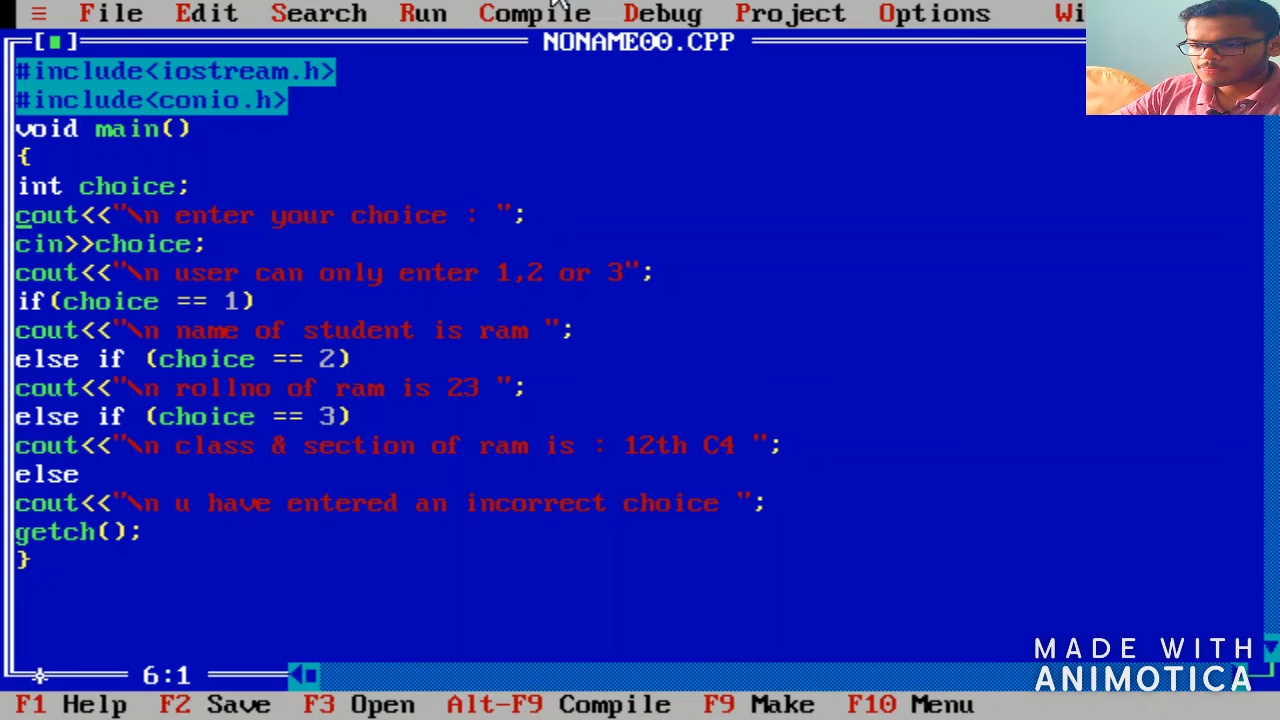 ≡ File Edit Search Run Compile Debug Project Options Wi
[■] NONAME00.CPP
#include<iostream.h>
#include<conio.h>
void main()
{
int choice;
cout<<"\n enter your choice : ";
cin>>choice;
cout<<"\n user can only enter 1,2 or 3";
if(choice == 1)
cout<<"\n name of student is ram ";
else if (choice == 2)
cout<<"\n rollno of ram is 23 ";
else if (choice == 3)
cout<<"\n class & section of ram is : 12th C4 ";
else
cout<<"\n u have entered an incorrect choice ";
getch();
}
MADE WITH
ANIMOTICA
6:1
F1 Help F2 Save F3 Open Alt-F9 Compile F9 Make F10 Menu